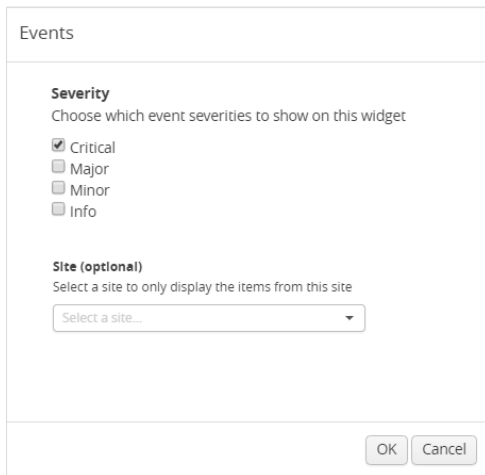 Events
Severity
Choose which event severities to show on this widget
Critical
Major
Minor
Info
Site (optional)
Select a site to only display the items from this site
Select a site...
OK Cancel